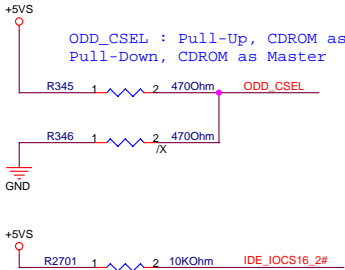 +5VS
ODD_CSEL : Pull-Up, CDROM as
Pull-Down, CDROM as Master
R345 1 2 470Ohm ODD_CSEL
R346 1 2 470Ohm
/X
GND
+5VS
R2701 1 2 10KOhm IDE_IOCS16_2#